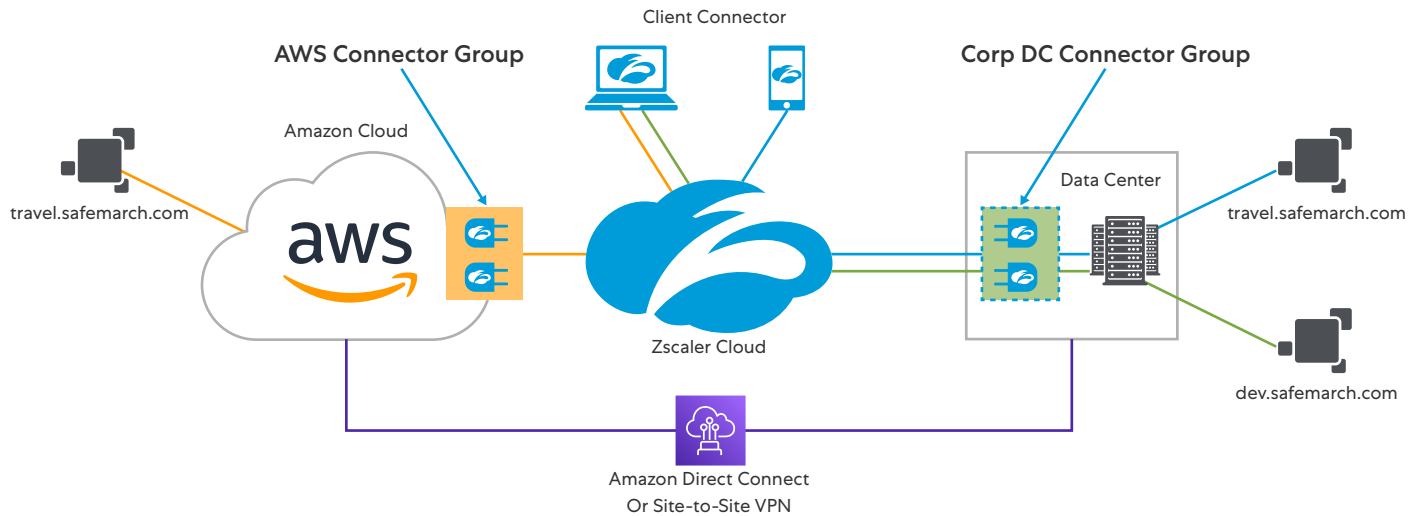 Client Connector
AWS Connector Group
Corp DC Connector Group
Amazon Cloud
aws
Data Center
travel.safemarch.com
travel.safemarch.com
Zscaler Cloud
dev.safemarch.com
Amazon Direct Connect
Or Site-to-Site VPN